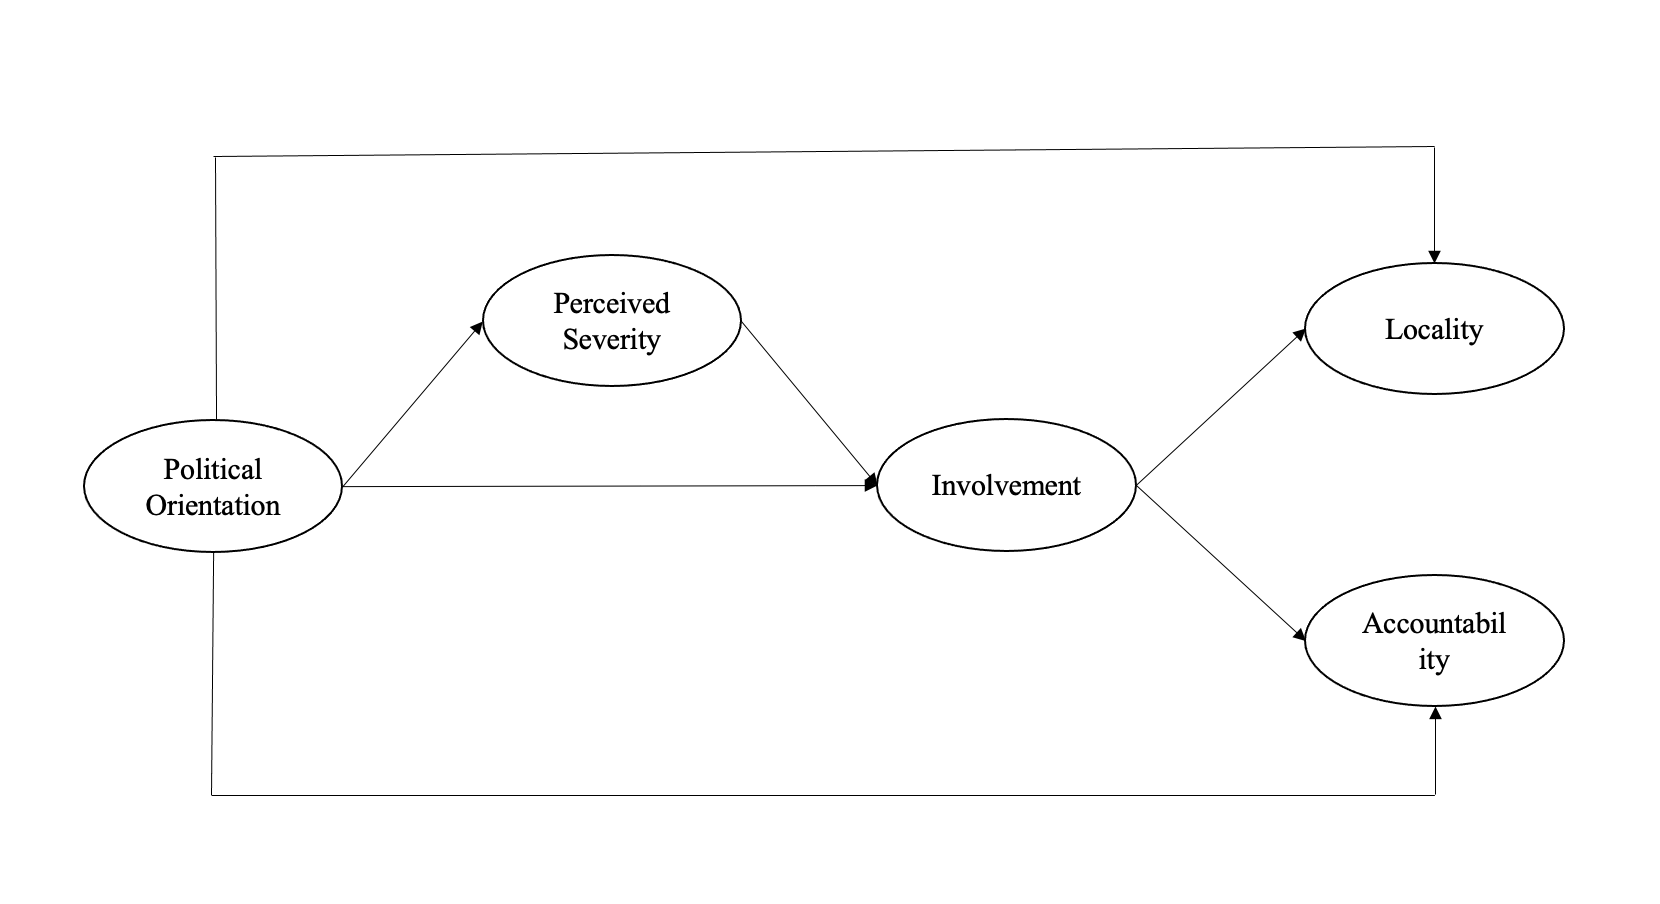 Perceived
Severity
Locality
Political
Orientation
Involvement
Accountabil
ity